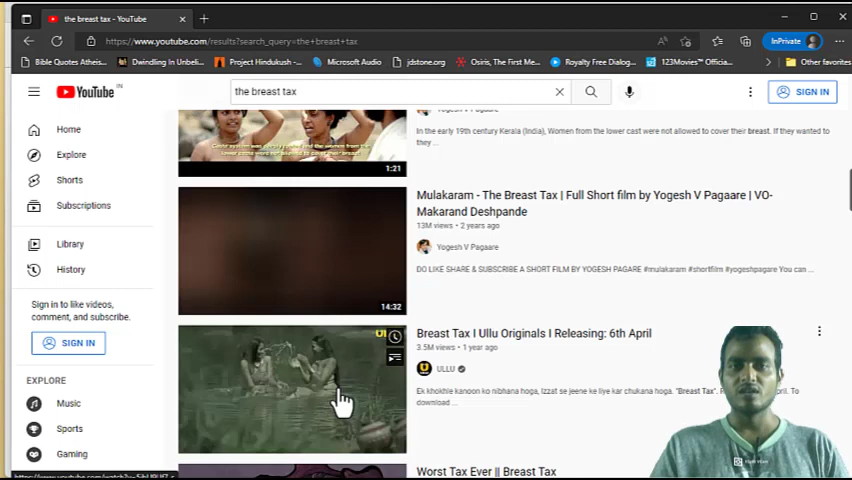 the breast tax - YouTube
https://www.youtube.com/results?search_query=the+breast+tax
InPrivate
Bible Quotes Atheis...
Dwindling In Unbeli...
Project Hindukush -...
Microsoft Audio
jdstone.org
Osiris, The First Me...
Royalty Free Dialog...
123Movies™ Official...
Other favorites
YouTube IN
the breast tax
SIGN IN
Home
Explore
Shorts
Subscriptions
Library
History
Sign in to like videos,
comment, and subscribe.
SIGN IN
EXPLORE
Music
Sports
Gaming
1:21
Yogesh V Pagaare
In the early 19th century Kerala (India), Women from the lower cast were not allowed to cover their breast. If they wanted to
they ...
14:32
Mulakaram - The Breast Tax | Full Short film by Yogesh V Pagaare | VO-
Makarand Deshpande
13M views • 2 years ago
Yogesh V Pagaare
DO LIKE SHARE & SUBSCRIBE A SHORT FILM BY YOGESH PAGARE #mulakaram #shortfilm #yogeshpagare You can ...
Breast Tax I Ullu Originals I Releasing: 6th April
3.5M views • 1 year ago
ULLU
Ek khokhle kanoon ko nibhana hoga, Izzat se jeene ke liye kar chukana hoga. "Breast Tax".
download ...
Worst Tax Ever || Breast Tax